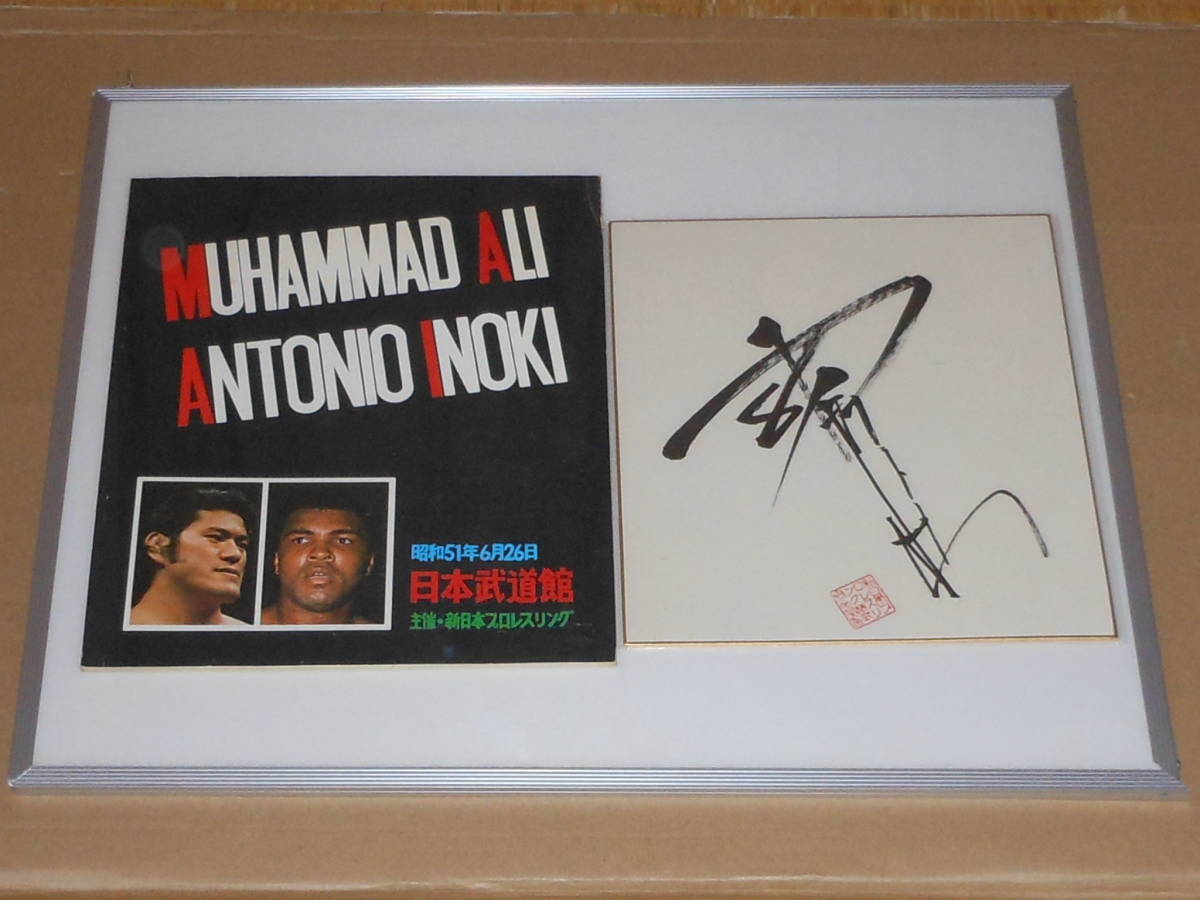 MUHAMMAD ALI
ANTONIO INOKI
昭和51年6月26日
日本武道館
主催・新日本プロレスリング